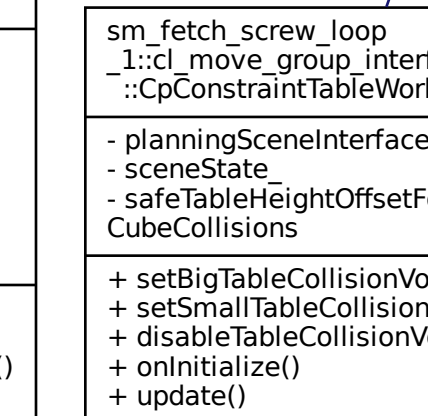 sm_fetch_screw_loop
_1::cl_move_group_interf
::CpConstraintTableWork
- planningSceneInterface
- sceneState_
- safeTableHeightOffsetFo
CubeCollisions
+ setBigTableCollisionVo
+ setSmallTableCollision
+ disableTableCollisionVo
+ onInitialize()
+ update()
()